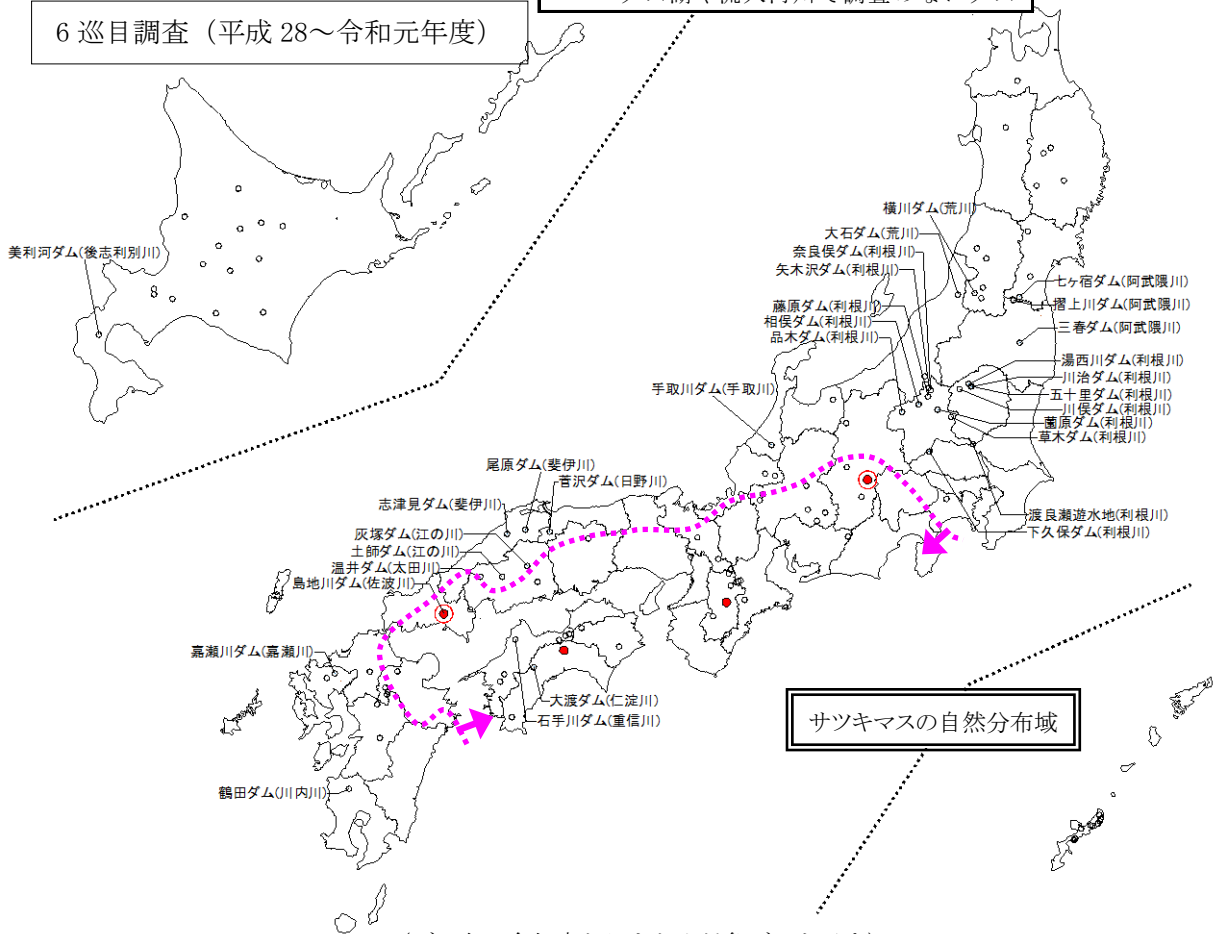 6 巡目調査（平成 28～令和元年度）
美利河ダム(後志利別川)
横川ダム(荒川)
大石ダム(荒川)
奈良俣ダム(利根川)
矢木沢ダム(利根川)
藤原ダム(利根川)
相俣ダム(利根川)
品木ダム(利根川)
七ヶ宿ダム(阿武隈川)
摺上川ダム(阿武隈川)
三春ダム(阿武隈川)
湯西川ダム(利根川)
川治ダム(利根川)
五十里ダム(利根川)
川俣ダム(利根川)
薗原ダム(利根川)
草木ダム(利根川)
手取川ダム(手取川)
尾原ダム(斐伊川)
菅沢ダム(日野川)
志津見ダム(斐伊川)
灰塚ダム(江の川)
土師ダム(江の川)
温井ダム(太田川)
島地川ダム(佐波川)
渡良瀬遊水地(利根川)
下久保ダム(利根川)
嘉瀬川ダム(嘉瀬川)
大渡ダム(仁淀川)
石手川ダム(重信川)
サツキマスの自然分布域
鶴田ダム(川内川)